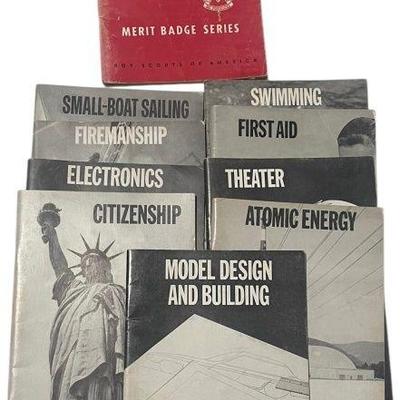 MERIT BADGE SERIES
BOY SCOUTS OF AMERICA
SMALL-BOAT SAILING
SWIMMING
FIREMANSHIP
FIRST AID
ELECTRONICS
THEATER
CITIZENSHIP
ATOMIC ENERGY
MODEL DESIGN
AND BUILDING